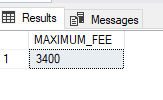 Results Messages
MAXIMUM_FEE
1 3400